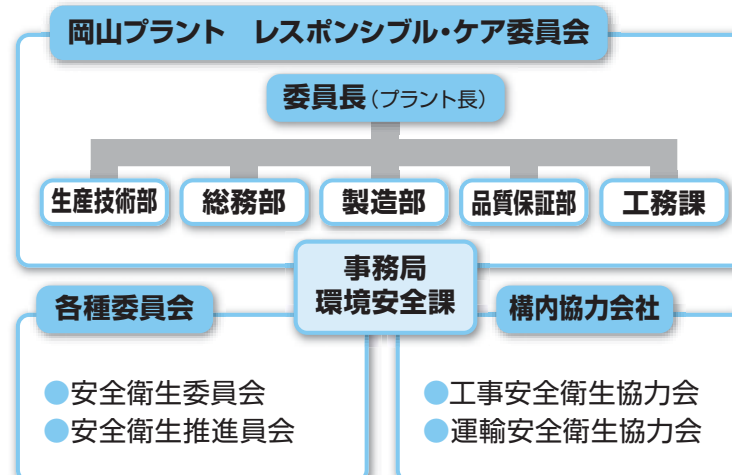 岡山プラント　レスポンシブル・ケア委員会
委員長（プラント長）
生産技術部
総務部
製造部
品質保証部
工務課
事務局
環境安全課
各種委員会
●安全衛生委員会
●安全衛生推進員会
構内協力会社
●工事安全衛生協力会
●運輸安全衛生協力会